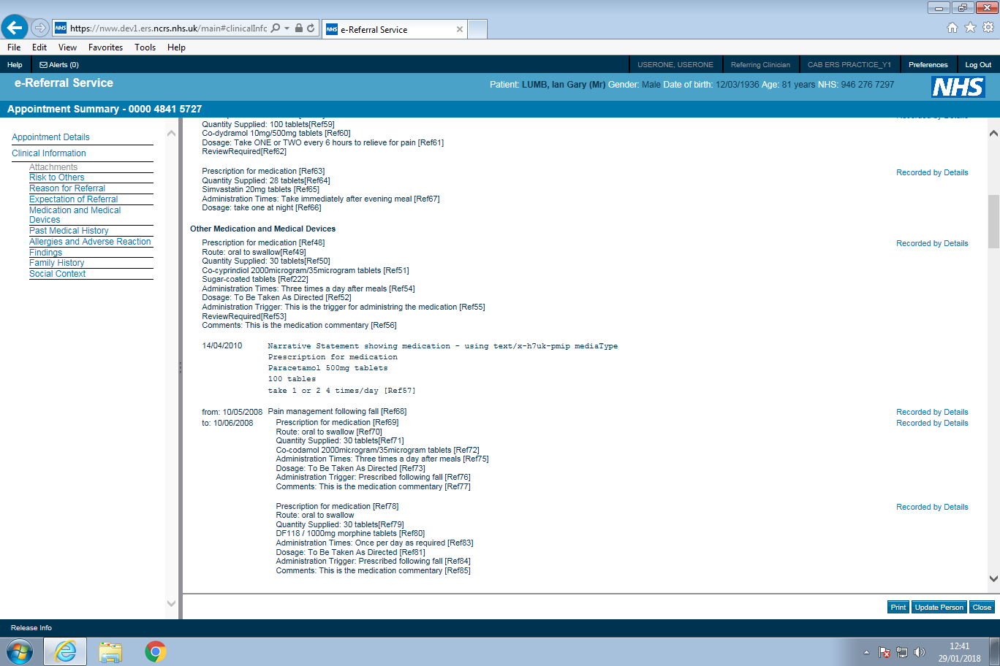 https://nww.dev1.ers.ncrs.nhs.uk/main#clinicalInfc
NHS e-Referral Service
File Edit View Favorites Tools Help
Help Alerts (0) USERONE, USERONE Referring Clinician CAB ERS PRACTICE_Y1 Preferences Log Out
e-Referral Service Patient: LUMB, Ian Gary (Mr) Gender: Male Date of birth: 12/03/1936 Age: 81 years NHS: 946 276 7297 NHS
Appointment Summary - 0000 4841 5727
Appointment Details
Clinical Information
Attachments
Risk to Others
Reason for Referral
Expectation of Referral
Medication and Medical
Devices
Past Medical History
Allergies and Adverse Reaction
Findings
Family History
Social Context
Recorded by Details
Quantity Supplied: 100 tablets[Ref59]
Co-dydramol 10mg/500mg tablets [Ref60]
Dosage: Take ONE or TWO every 6 hours to relieve for pain [Ref61]
ReviewRequired[Ref62]
Prescription for medication [Ref63] Recorded by Details
Quantity Supplied: 28 tablets[Ref64]
Simvastatin 20mg tablets [Ref65]
Administration Times: Take immediately after evening meal [Ref67]
Dosage: take one at night [Ref66]
Other Medication and Medical Devices
Prescription for medication [Ref48] Recorded by Details
Route: oral to swallow[Ref49]
Quantity Supplied: 30 tablets[Ref50]
Co-cyprindiol 2000microgram/35microgram tablets [Ref51]
Sugar-coated tablets [Ref222]
Administration Times: Three times a day after meals [Ref54]
Dosage: To Be Taken As Directed [Ref52]
Administration Trigger: This is the trigger for administring the medication [Ref55]
ReviewRequired[Ref53]
Comments: This is the medication commentary [Ref56]
14/04/2010 Narrative Statement showing medication - using text/x-h7uk-pmip mediaType
Prescription for medication
Paracetamol 500mg tablets
100 tables
take 1 or 2 4 times/day [Ref57]
from: 10/05/2008 Pain management following fall [Ref68] Recorded by Details
to: 10/06/2008 Prescription for medication [Ref69] Recorded by Details
Route: oral to swallow [Ref70]
Quantity Supplied: 30 tablets[Ref71]
Co-codamol 2000microgram/35microgram tablets [Ref72]
Administration Times: Three times a day after meals [Ref75]
Dosage: To Be Taken As Directed [Ref73]
Administration Trigger: Prescribed following fall [Ref76]
Comments: This is the medication commentary [Ref77]
Prescription for medication [Ref78] Recorded by Details
Route: oral to swallow
Quantity Supplied: 30 tablets[Ref79]
DF118 / 1000mg morphine tablets [Ref80]
Administration Times: Once per day as required [Ref83]
Dosage: To Be Taken As Directed [Ref81]
Administration Trigger: Prescribed following fall [Ref84]
Comments: This is the medication commentary [Ref85]
Print Update Person Close
Release Info
12:41
29/01/2018